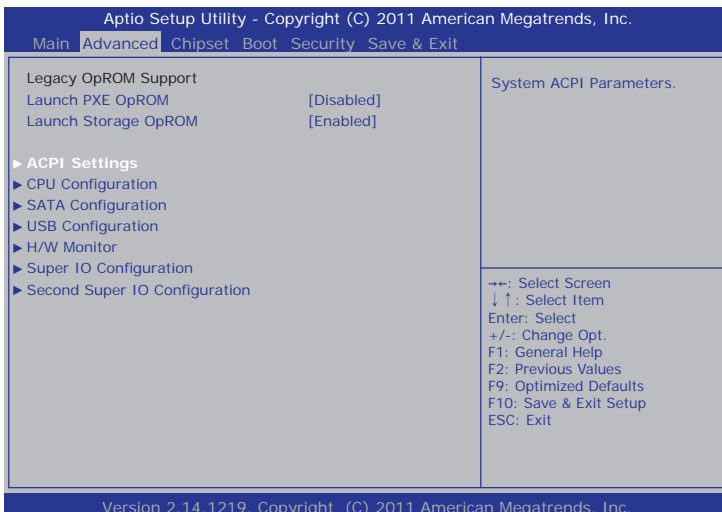 Aptio Setup Utility - Copyright (C) 2011 American Megatrends, Inc.
Main Advanced Chipset Boot Security Save & Exit
Legacy OpROM Support
Launch PXE OpROM [Disabled]
Launch Storage OpROM [Enabled]
▶ ACPI Settings
▶ CPU Configuration
▶ SATA Configuration
▶ USB Configuration
▶ H/W Monitor
▶ Super IO Configuration
▶ Second Super IO Configuration
System ACPI Parameters.
→←: Select Screen
↓↑: Select Item
Enter: Select
+/-: Change Opt.
F1: General Help
F2: Previous Values
F9: Optimized Defaults
F10: Save & Exit Setup
ESC: Exit
Version 2.14.1219. Copyright (C) 2011 American Megatrends, Inc.